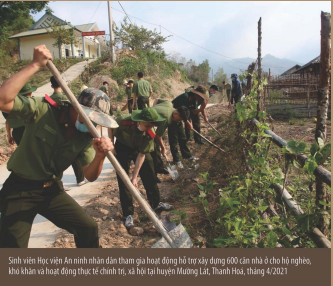 Sinh viên Học viện An ninh nhân dân tham gia hoạt động hỗ trợ xây dựng 600 căn nhà ở cho hộ nghèo,
khó khăn và hoạt động thực tế chính trị, xã hội tại huyện Mường Lát, Thanh Hoá, tháng 4/2021